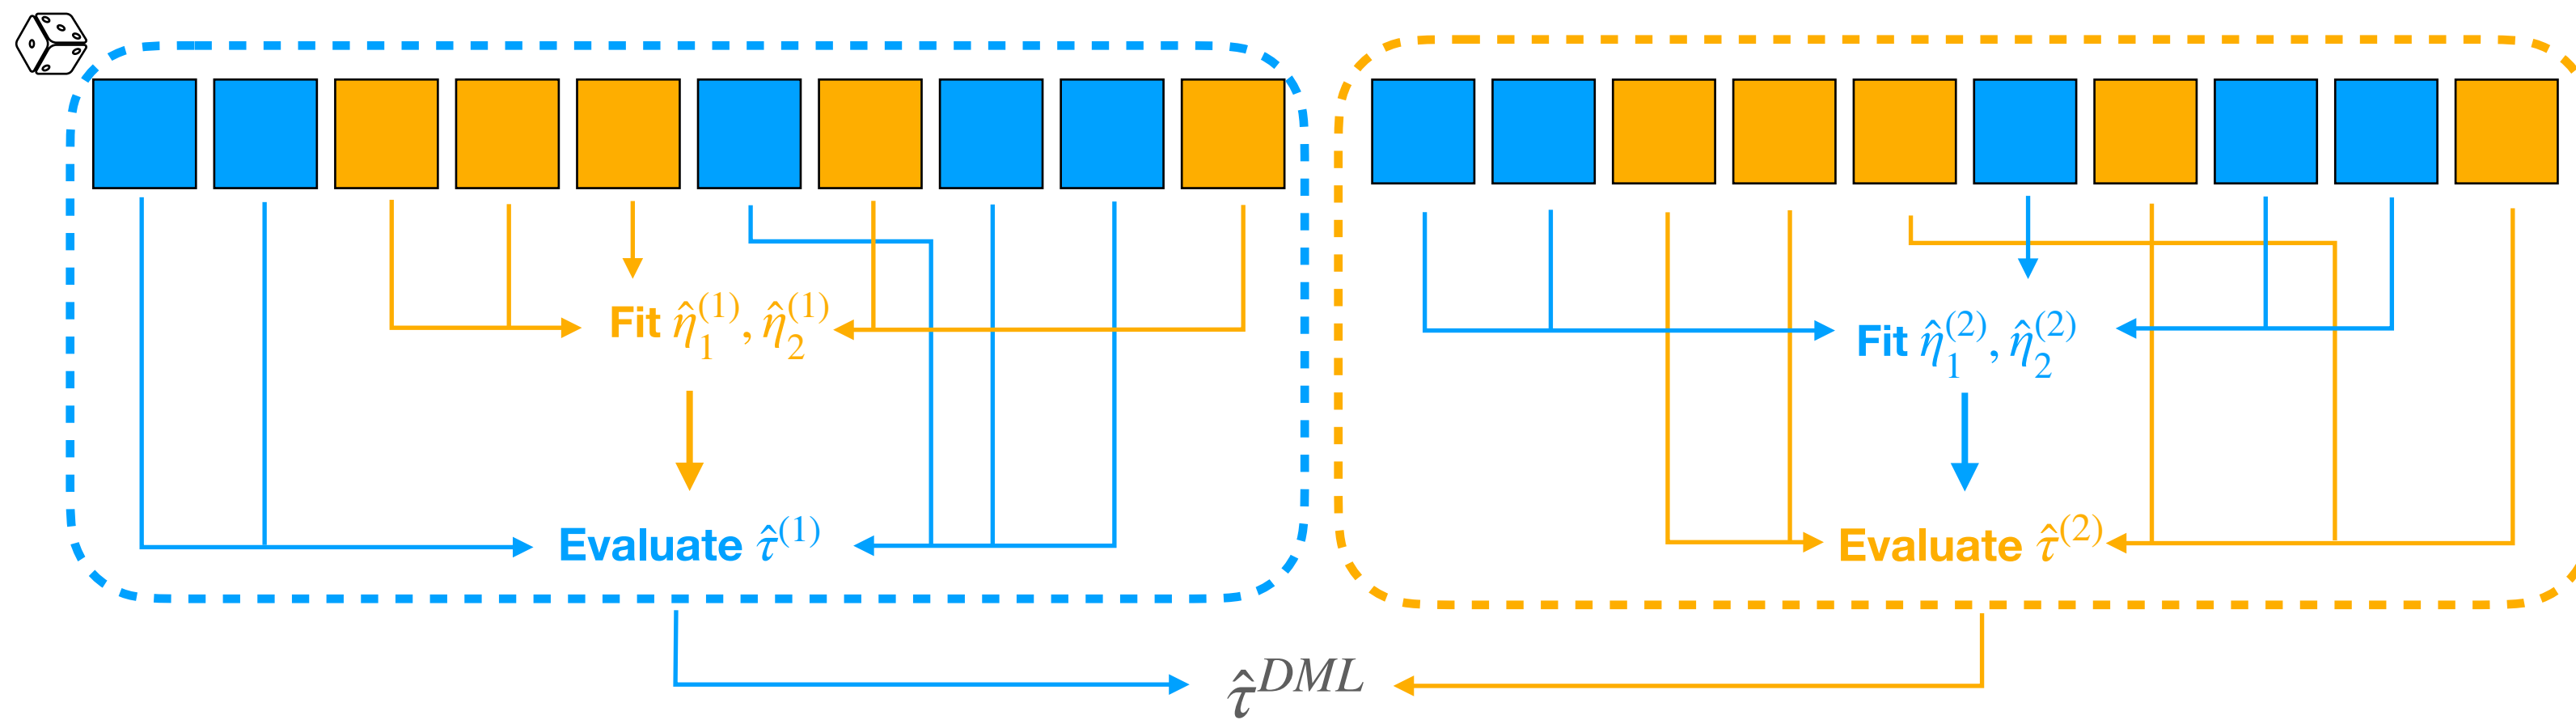 Fit η̂₁⁽¹⁾, η̂₂⁽¹⁾
Fit η̂₁⁽²⁾, η̂₂⁽²⁾
Evaluate τ̂⁽¹⁾
Evaluate τ̂⁽²⁾
τ̂ᴰᴹᴸ